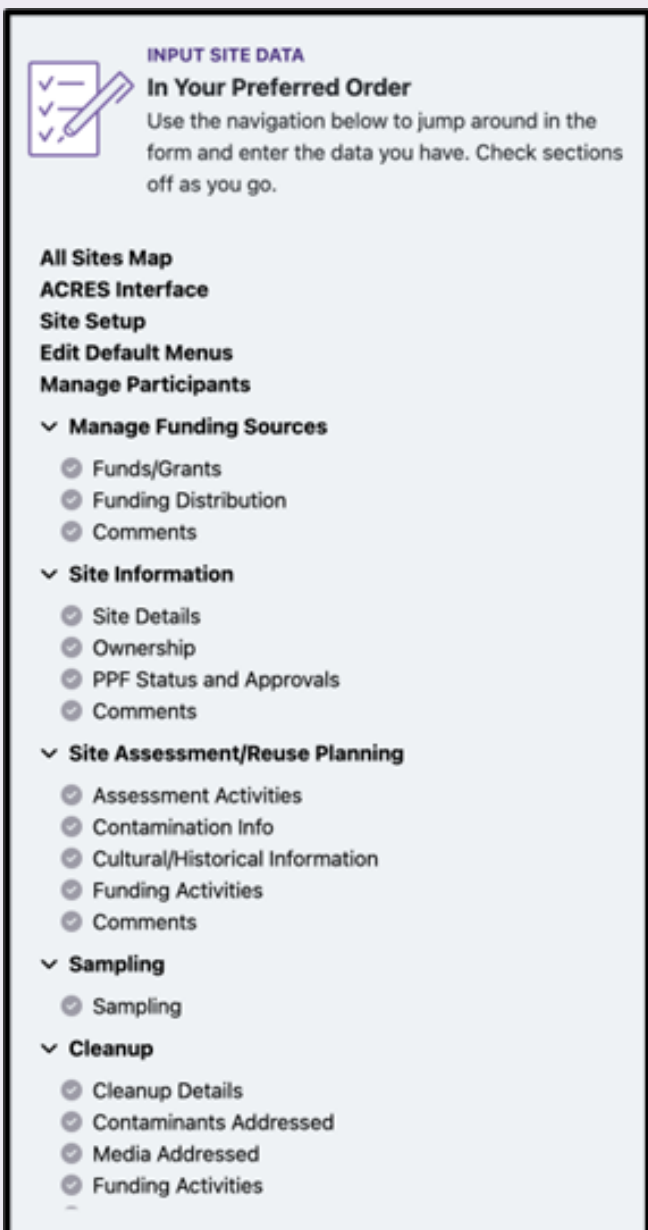 INPUT SITE DATA
In Your Preferred Order
Use the navigation below to jump around in the
form and enter the data you have. Check sections
off as you go.
All Sites Map
ACRES Interface
Site Setup
Edit Default Menus
Manage Participants
Manage Funding Sources
Funds/Grants
Funding Distribution
Comments
Site Information
Site Details
Ownership
PPF Status and Approvals
Comments
Site Assessment/Reuse Planning
Assessment Activities
Contamination Info
Cultural/Historical Information
Funding Activities
Comments
Sampling
Sampling
Cleanup
Cleanup Details
Contaminants Addressed
Media Addressed
Funding Activities